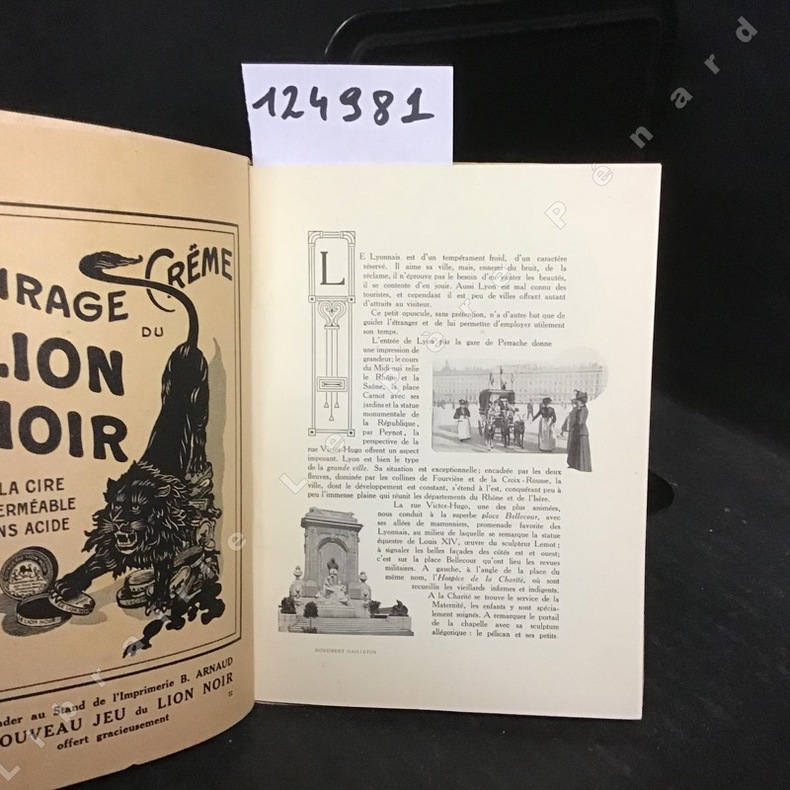 124981
CRÈME
IRAGE
DU
LION
NOIR
LA CIRE
ERMÉABLE
NS ACIDE
LE LION NOIR
nder au Stand de l'Imprimerie B. ARNAUD
OUVEAU JEU du LION NOIR
offert gracieusement
LE Lyonnais est d'un tempérament froid, d'un caractère
réservé. Il aime sa ville, mais, ennemi du bruit, de la
réclame, il n'éprouve pas le besoin d'en vanter les beautés,
il se contente d'en jouir. Aussi Lyon est mal connu des
touristes, et cependant il est peu de villes offrant autant
d'attraits au visiteur.
Ce petit opuscule, sans prétention, n'a d'autre but que de
guider l'étranger et de lui permettre d'employer utilement
son temps.
L'entrée de Lyon par la gare de Perrache donne
une impression de
grandeur; le cours
du Midi qui relie
le Rhône et la
Saône, la place
Carnot avec ses
jardins et la statue
monumentale de
la République,
par Peynot, la
perspective de la
rue Victor-Hugo offrent un aspect
imposant. Lyon est bien le type
de la grande ville. Sa situation est exceptionnelle; encadrée par les deux
fleuves, dominée par les collines de Fourvière et de la Croix-Rousse, la
ville, dont le développement est constant, s'étend à l'est, conquérant peu à
peu l'immense plaine qui réunit les départements du Rhône et de l'Isère.
La rue Victor-Hugo, une des plus animées,
nous conduit à la superbe place Bellecour, avec
ses allées de marronniers, promenade favorite des
Lyonnais, au milieu de laquelle se remarque la statue
équestre de Louis XIV, œuvre du sculpteur Lemot;
à signaler les belles façades des côtés est et ouest;
c'est sur la place Bellecour qu'ont lieu les revues
militaires. A gauche, à l'angle de la place du
même nom, l'Hospice de la Charité, où sont
recueillis les vieillards infirmes et indigents.
A la Charité se trouve le service de la
Maternité, les enfants y sont spécia-
lement soignés. A remarquer le portail
de la chapelle avec sa sculpture
allégorique : le pélican et ses petits
MONUMENT GAILLETON
Librairie Le Père Pénard